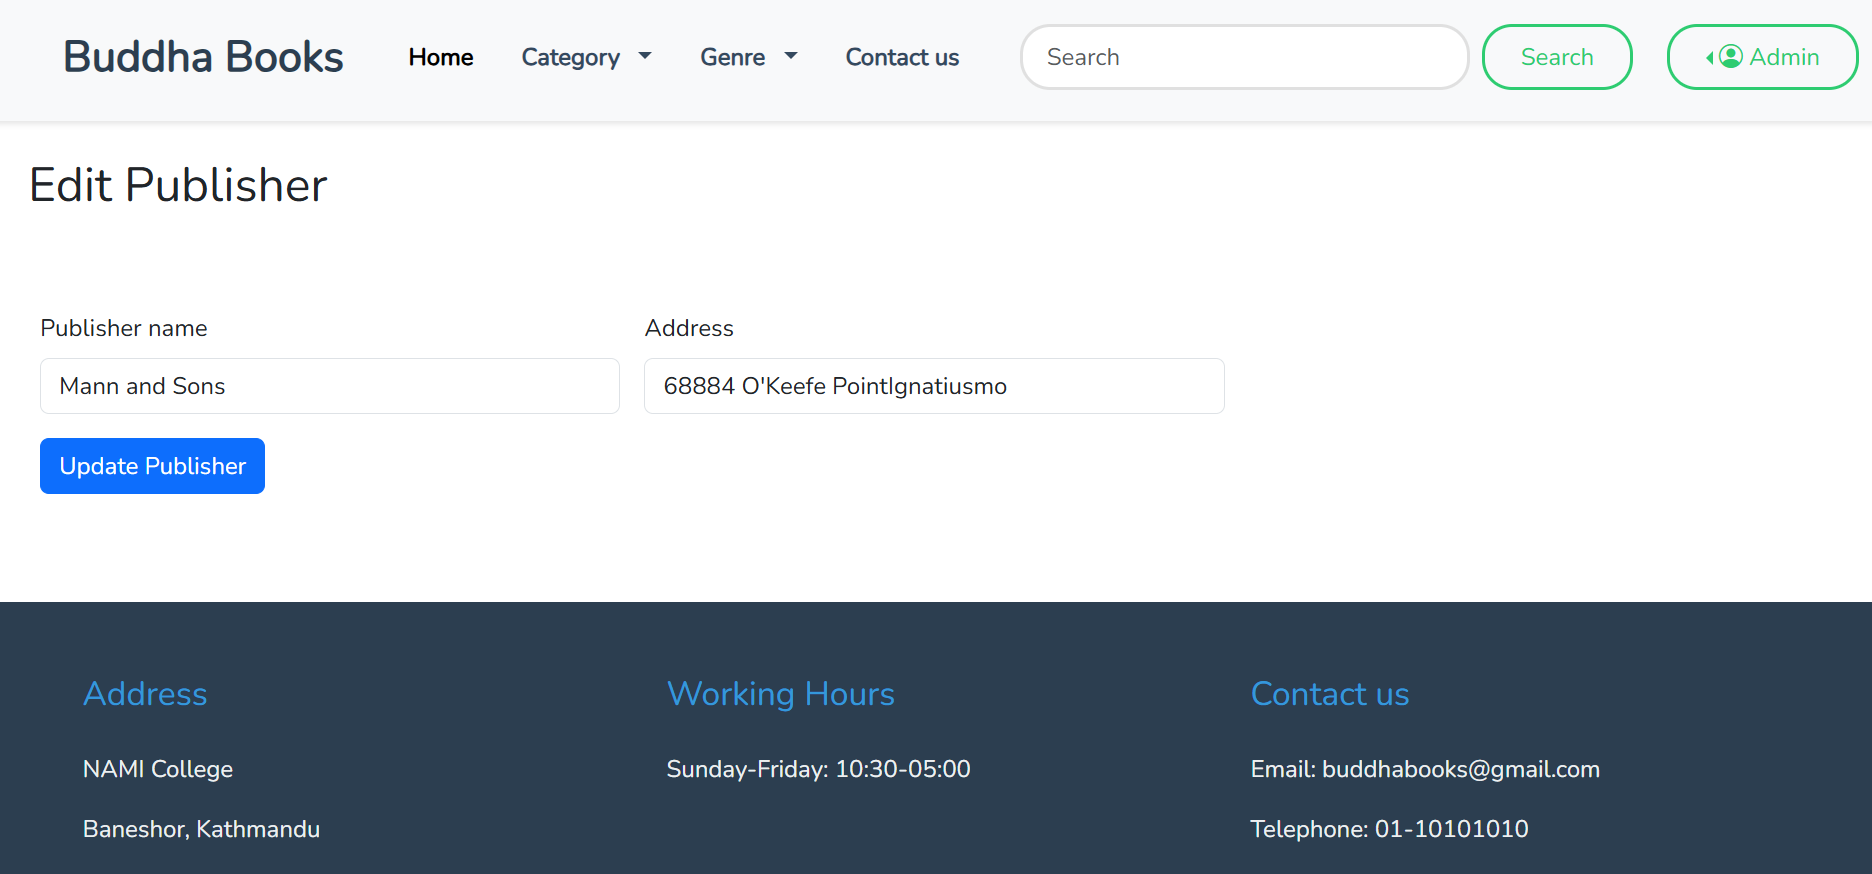 Buddha Books Home Category Genre Contact us Search Search Admin
Edit Publisher
Publisher name Address
Mann and Sons 68884 O'Keefe PointIgnatiusmo
Update Publisher
Address Working Hours Contact us
NAMI College Sunday-Friday: 10:30-05:00 Email: buddhabooks@gmail.com
Baneshor, Kathmandu Telephone: 01-10101010